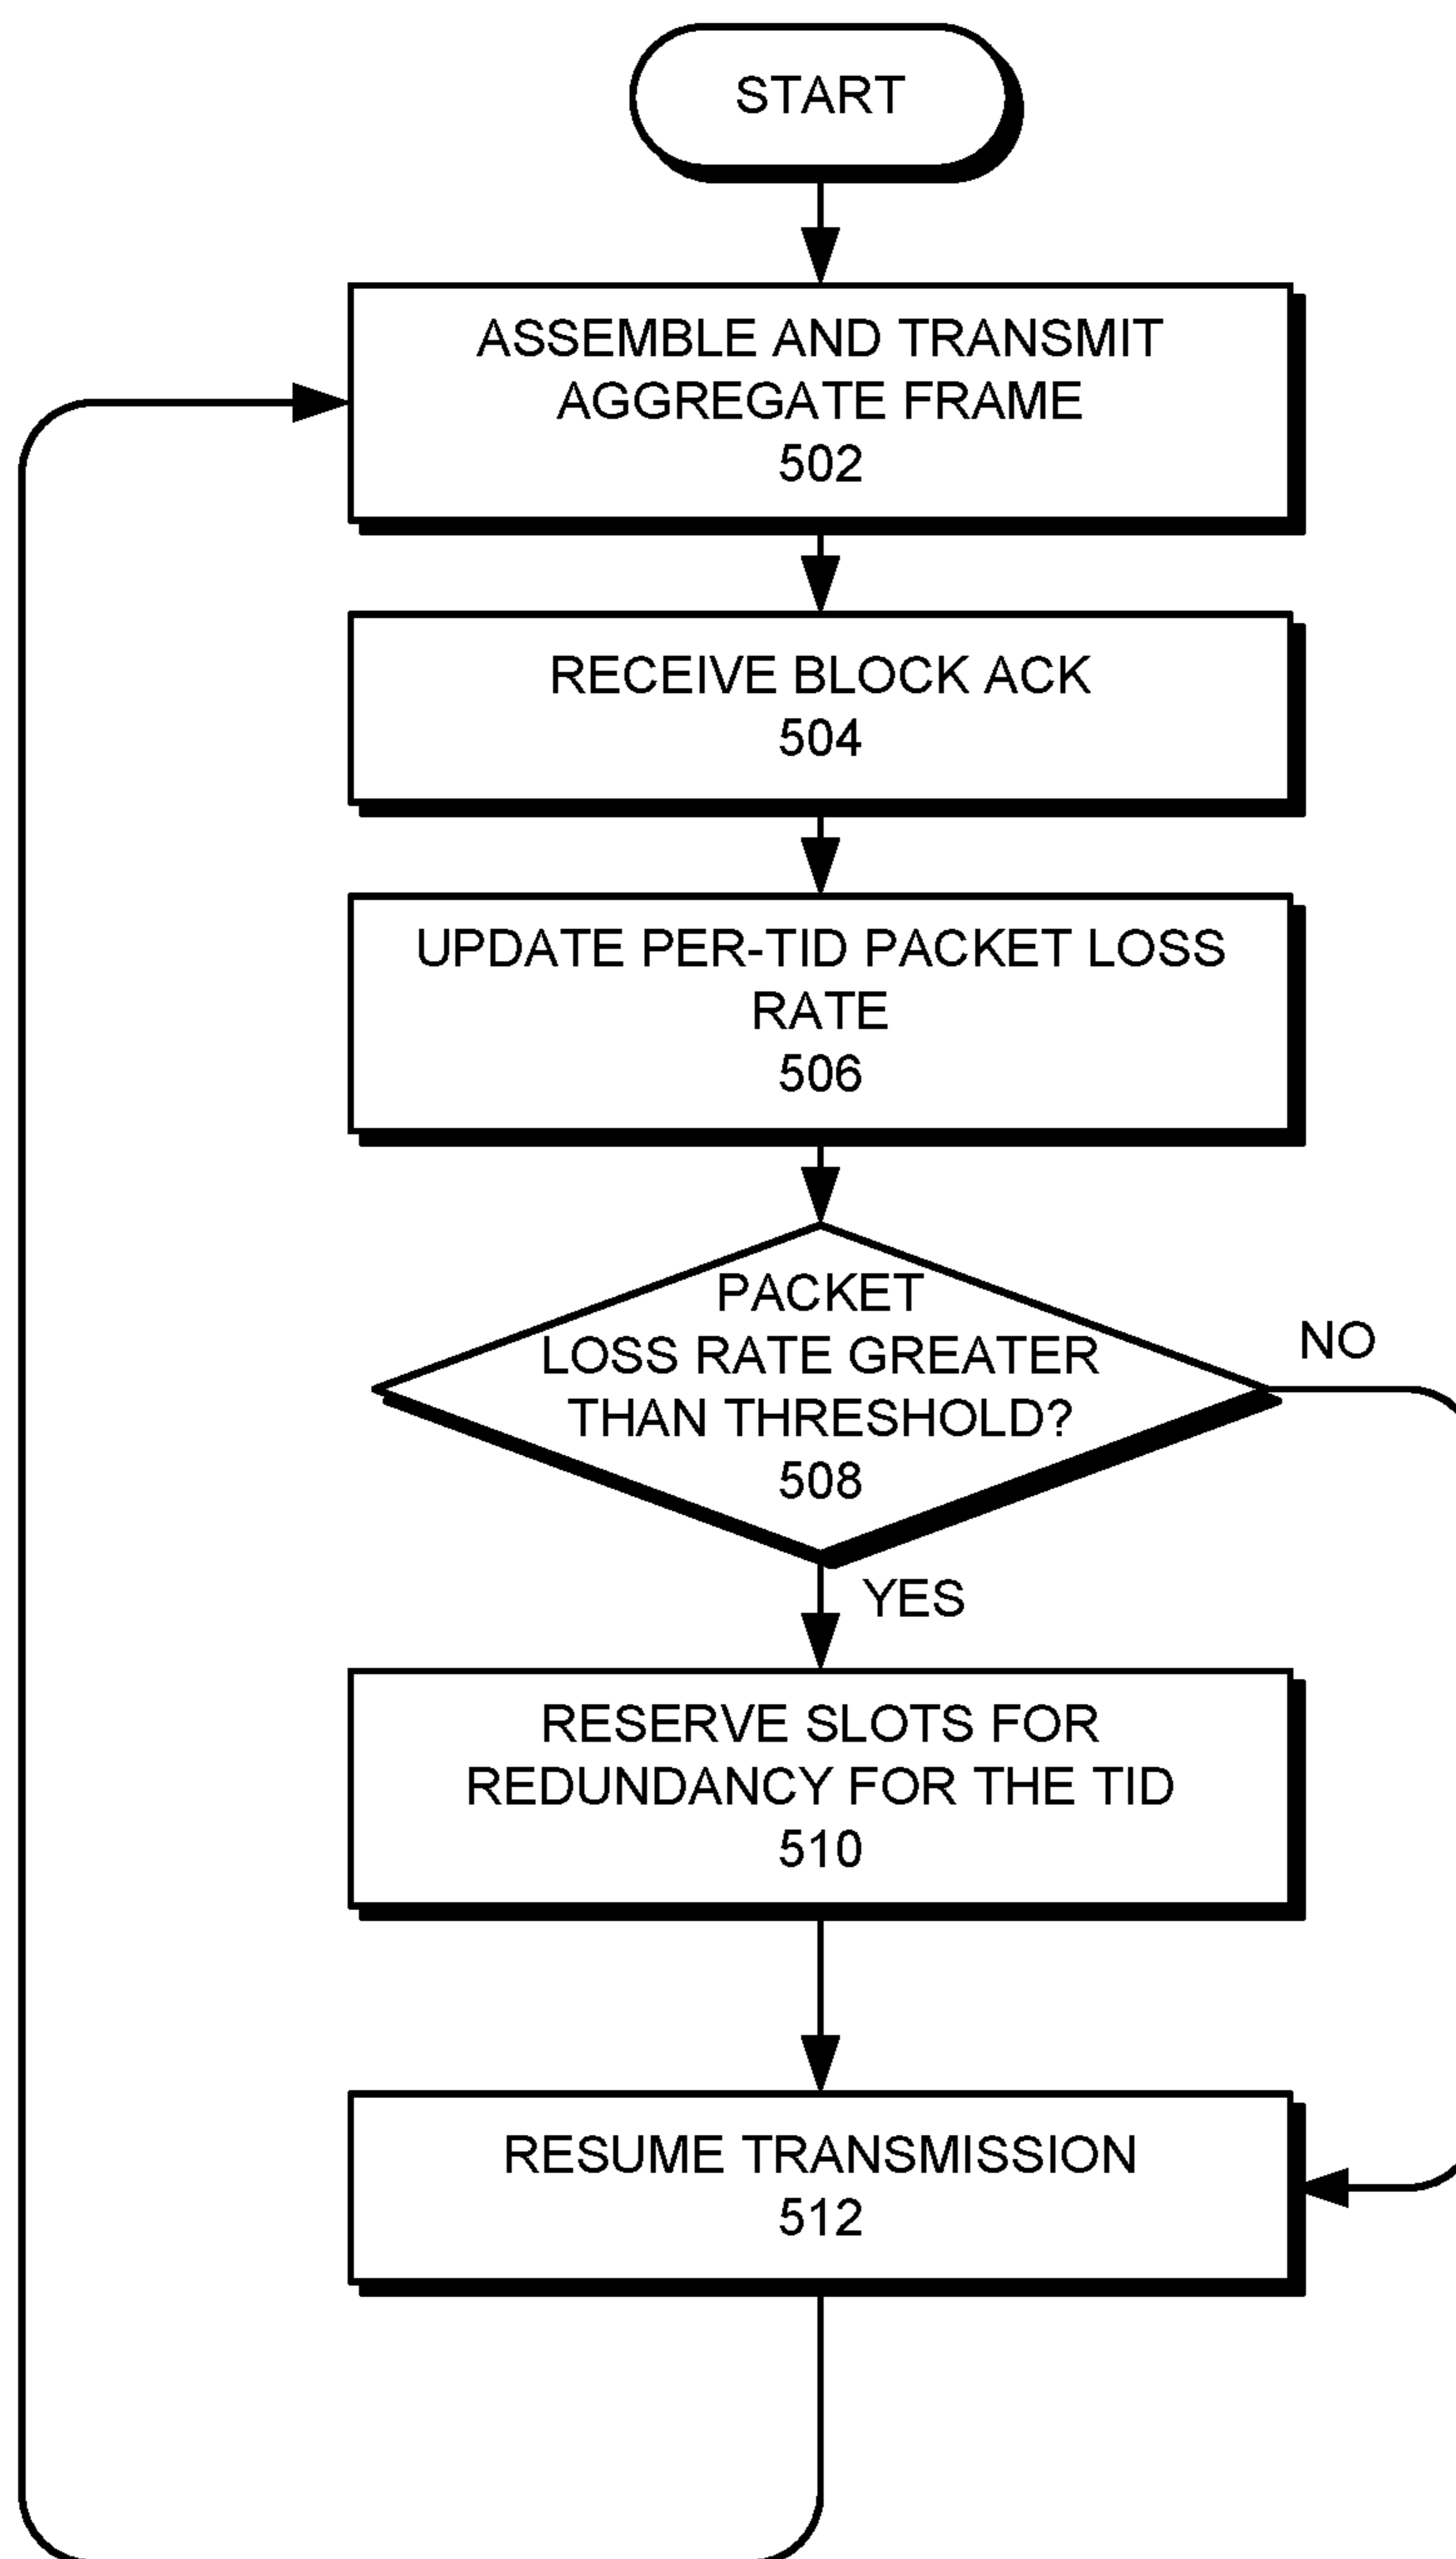 START
ASSEMBLE AND TRANSMIT
AGGREGATE FRAME
502
RECEIVE BLOCK ACK
504
UPDATE PER-TID PACKET LOSS
RATE
506
PACKET
LOSS RATE GREATER
THAN THRESHOLD?
508
NO
YES
RESERVE SLOTS FOR
REDUNDANCY FOR THE TID
510
RESUME TRANSMISSION
512